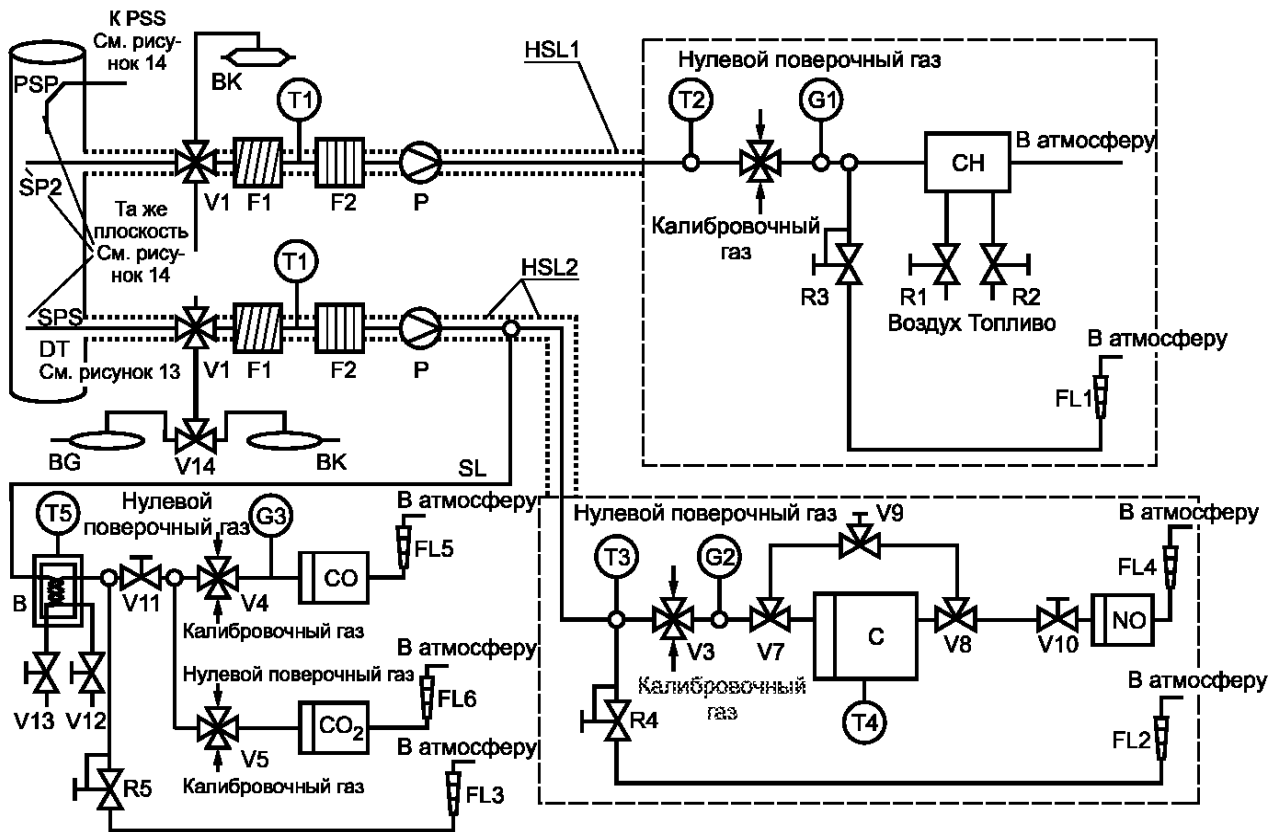 К PSS
См. рису-
нок 14
PSP
ВК
T1
HSL1
Нулевой поверочный газ
T2
G1
В атмосферу
CH
SP2
V1
F1
F2
P
Та же
плоскость
См. рису-
нок 14
Калибровочный
газ
R3
R1
R2
Воздух Топливо
T1
HSL2
SPS
DT
См. рисунок 13
V1
F1
F2
P
В атмосферу
FL1
BG
V14
ВК
SL
T5
Нулевой
поверочный газ
G3
В атмосферу
FL5
CO
B
V11
V4
Калибровочный газ
Нулевой поверочный газ
В атмосферу
FL6
CO2
V13
V12
V5
Калибровочный газ
R5
В атмосферу
FL3
Нулевой поверочный газ
V9
В атмосферу
T3
G2
FL4
V3
V7
C
V8
V10
NO
Калибровочный
газ
R4
T4
В атмосферу
FL2